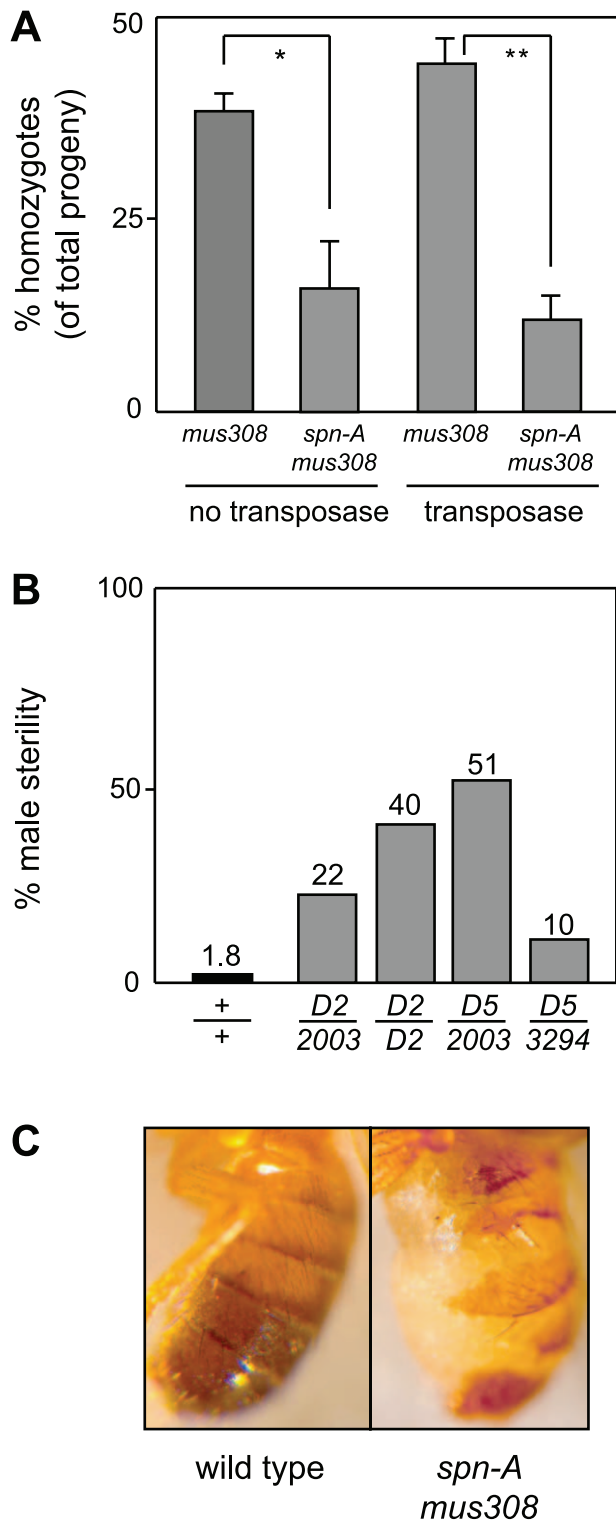 A
% homozygotes
(of total progeny)
50
25
0
*
**
mus308
spn-A
mus308
mus308
spn-A
mus308
no transposase
transposase
B
% male sterility
100
50
0
1.8
22
40
51
10
+
+
D2
2003
D2
D2
D5
2003
D5
3294
C
wild type
spn-A
mus308